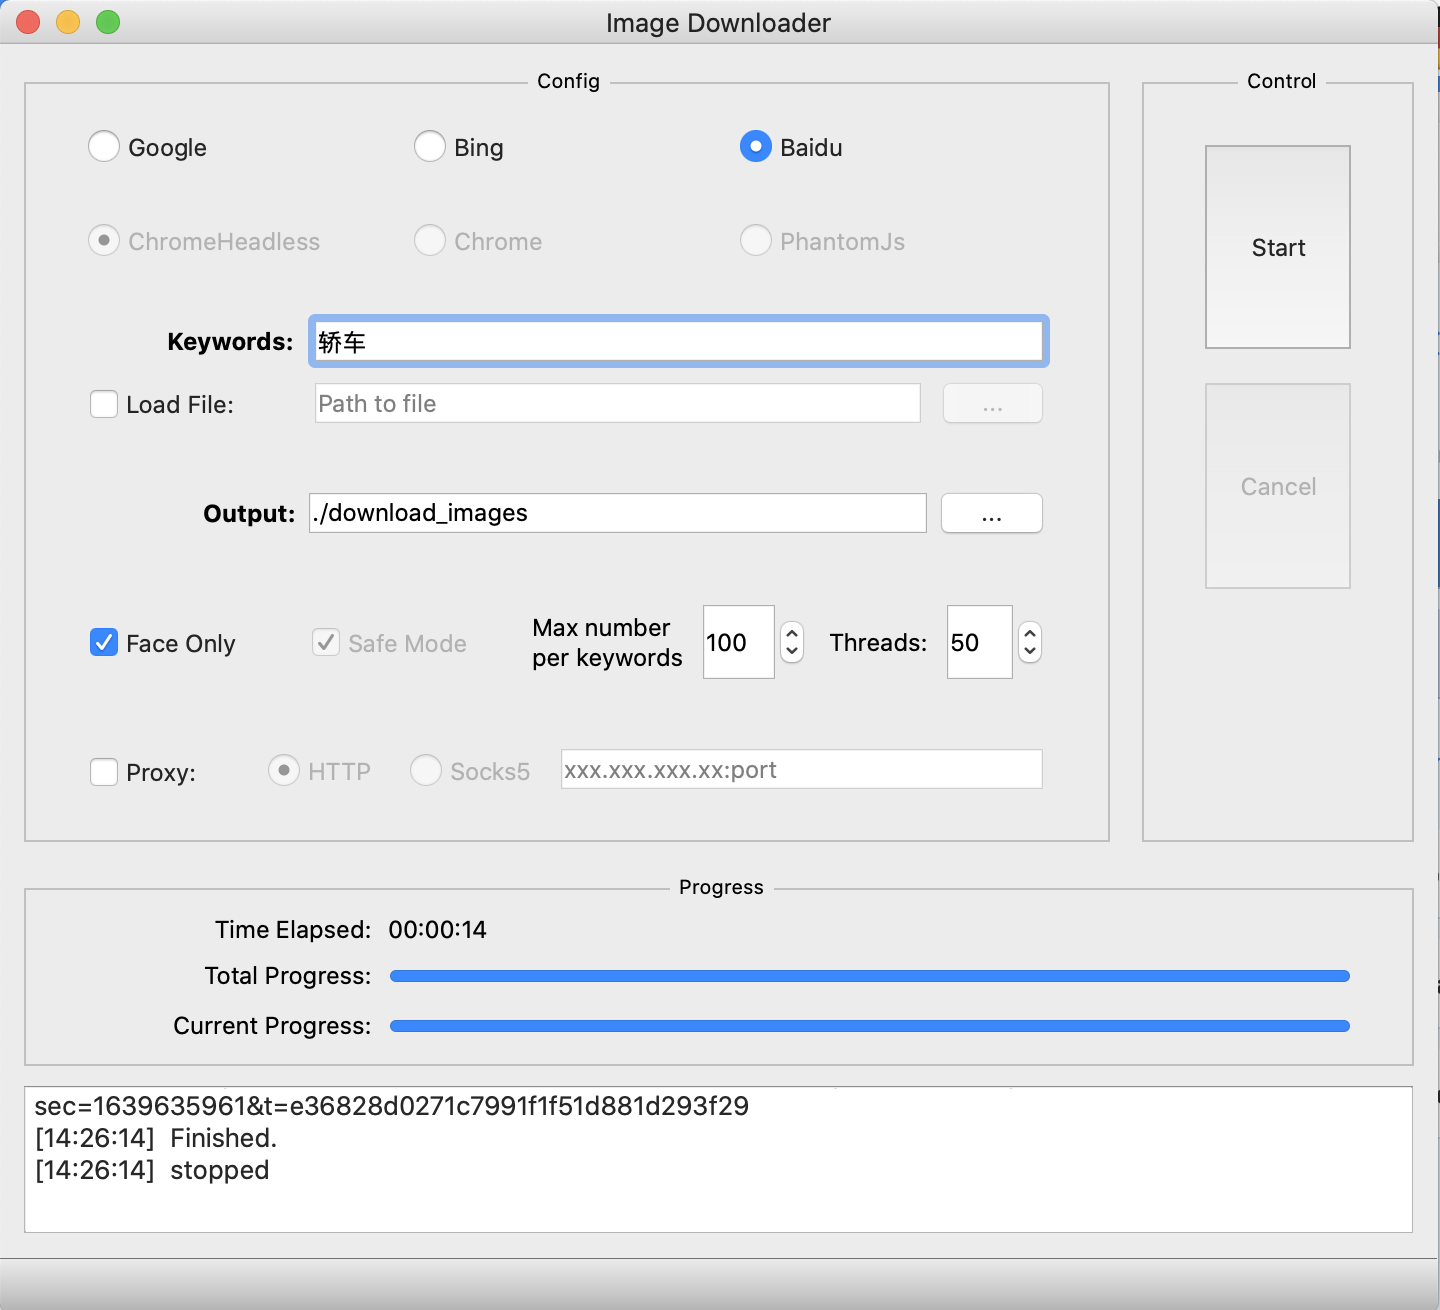 Image Downloader
Config
Control
Google
Bing
Baidu
ChromeHeadless
Chrome
PhantomJs
Start
Keywords:
轿车
Load File:
Path to file
...
Cancel
Output:
./download_images
...
Face Only
Safe Mode
Max number
per keywords
100
Threads:
50
Proxy:
HTTP
Socks5
xxx.xxx.xxx.xx:port
Progress
Time Elapsed:
00:00:14
Total Progress:
Current Progress:
sec=1639635961&t=e36828d0271c7991f1f51d881d293f29
[14:26:14] Finished.
[14:26:14] stopped